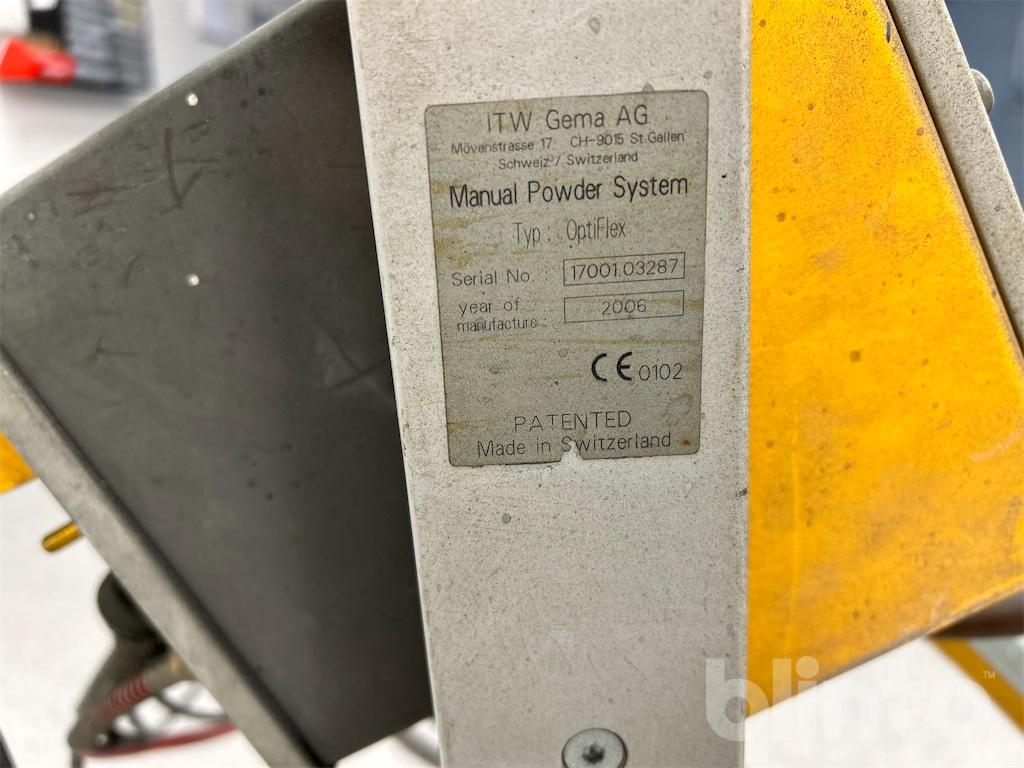 ITW Gema AG
Mövenstrasse 17 CH-9015 St.Gallen
Schweiz / Switzerland
Manual Powder System
Typ : OptiFlex
Serial No. : 17001.03287
year of
manufacture : 2006
CE 0102
PATENTED
Made in Switzerland
blinto™